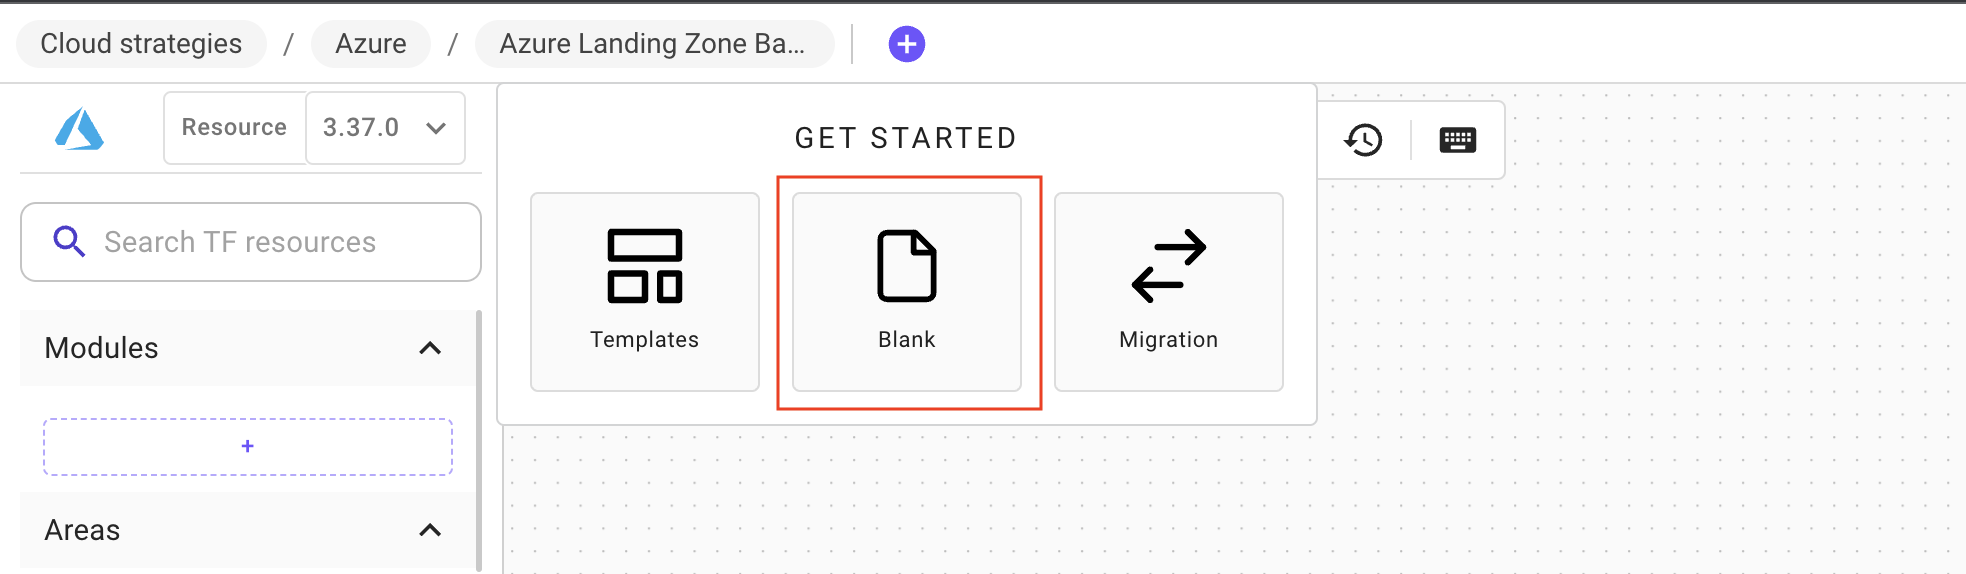 Cloud strategies / Azure / Azure Landing Zone Ba...
Resource 3.37.0
GET STARTED
Search TF resources
Templates
Blank
Migration
Modules
+
Areas